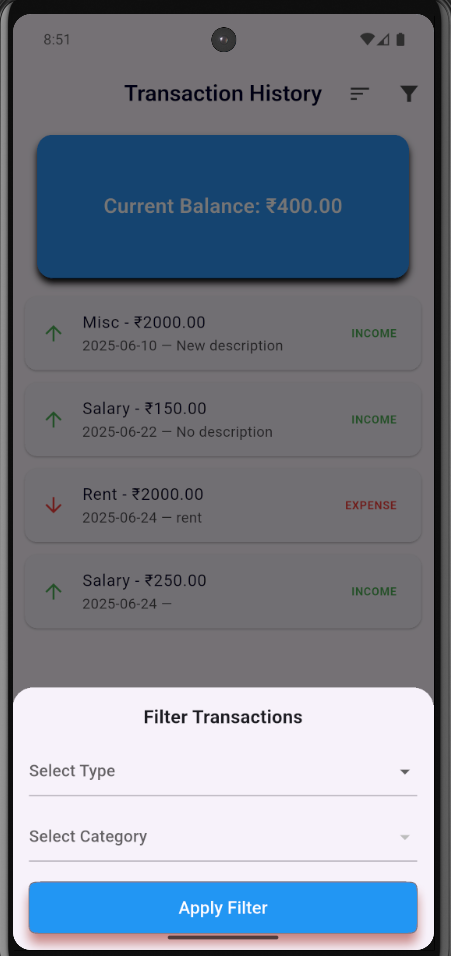 8:51
Transaction History
Current Balance: ₹400.00
Misc - ₹2000.00
2025-06-10 — New description
INCOME
Salary - ₹150.00
2025-06-22 — No description
INCOME
Rent - ₹2000.00
2025-06-24 — rent
EXPENSE
Salary - ₹250.00
2025-06-24 —
INCOME
Filter Transactions
Select Type
Select Category
Apply Filter